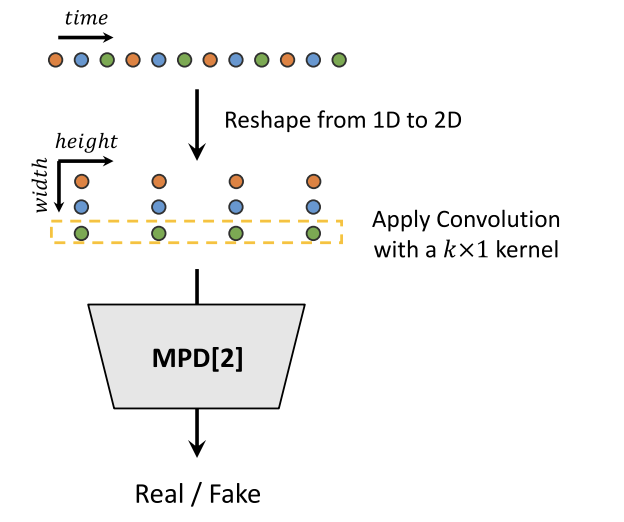 time
Reshape from 1D to 2D
height
width
Apply Convolution
with a k×1 kernel
MPD[2]
Real / Fake